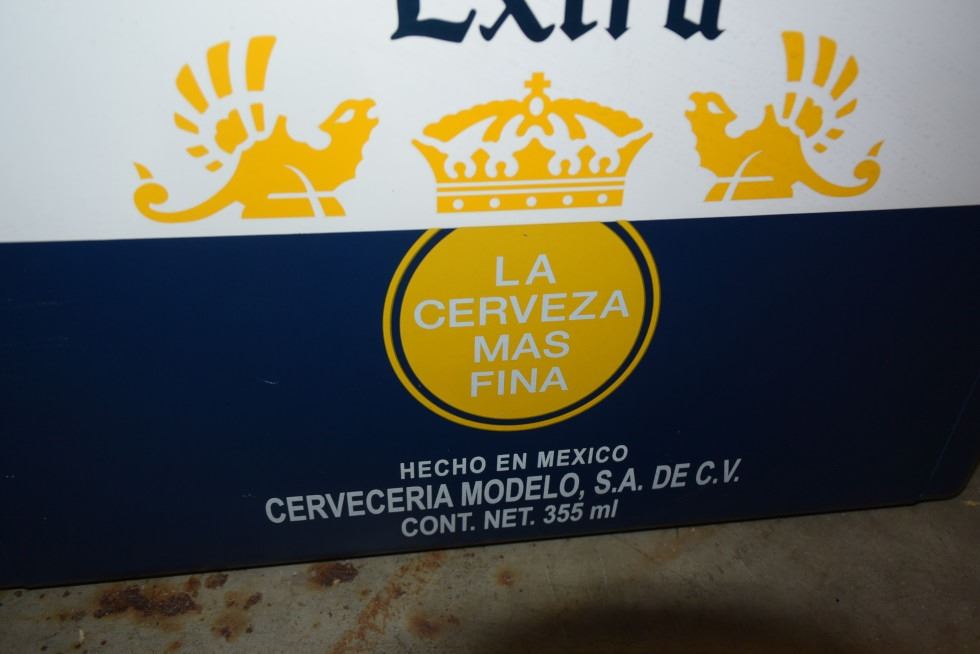 Extra
LA
CERVEZA
MAS
FINA
HECHO EN MEXICO
CERVECERIA MODELO, S.A. DE C.V.
CONT. NET. 355 ml